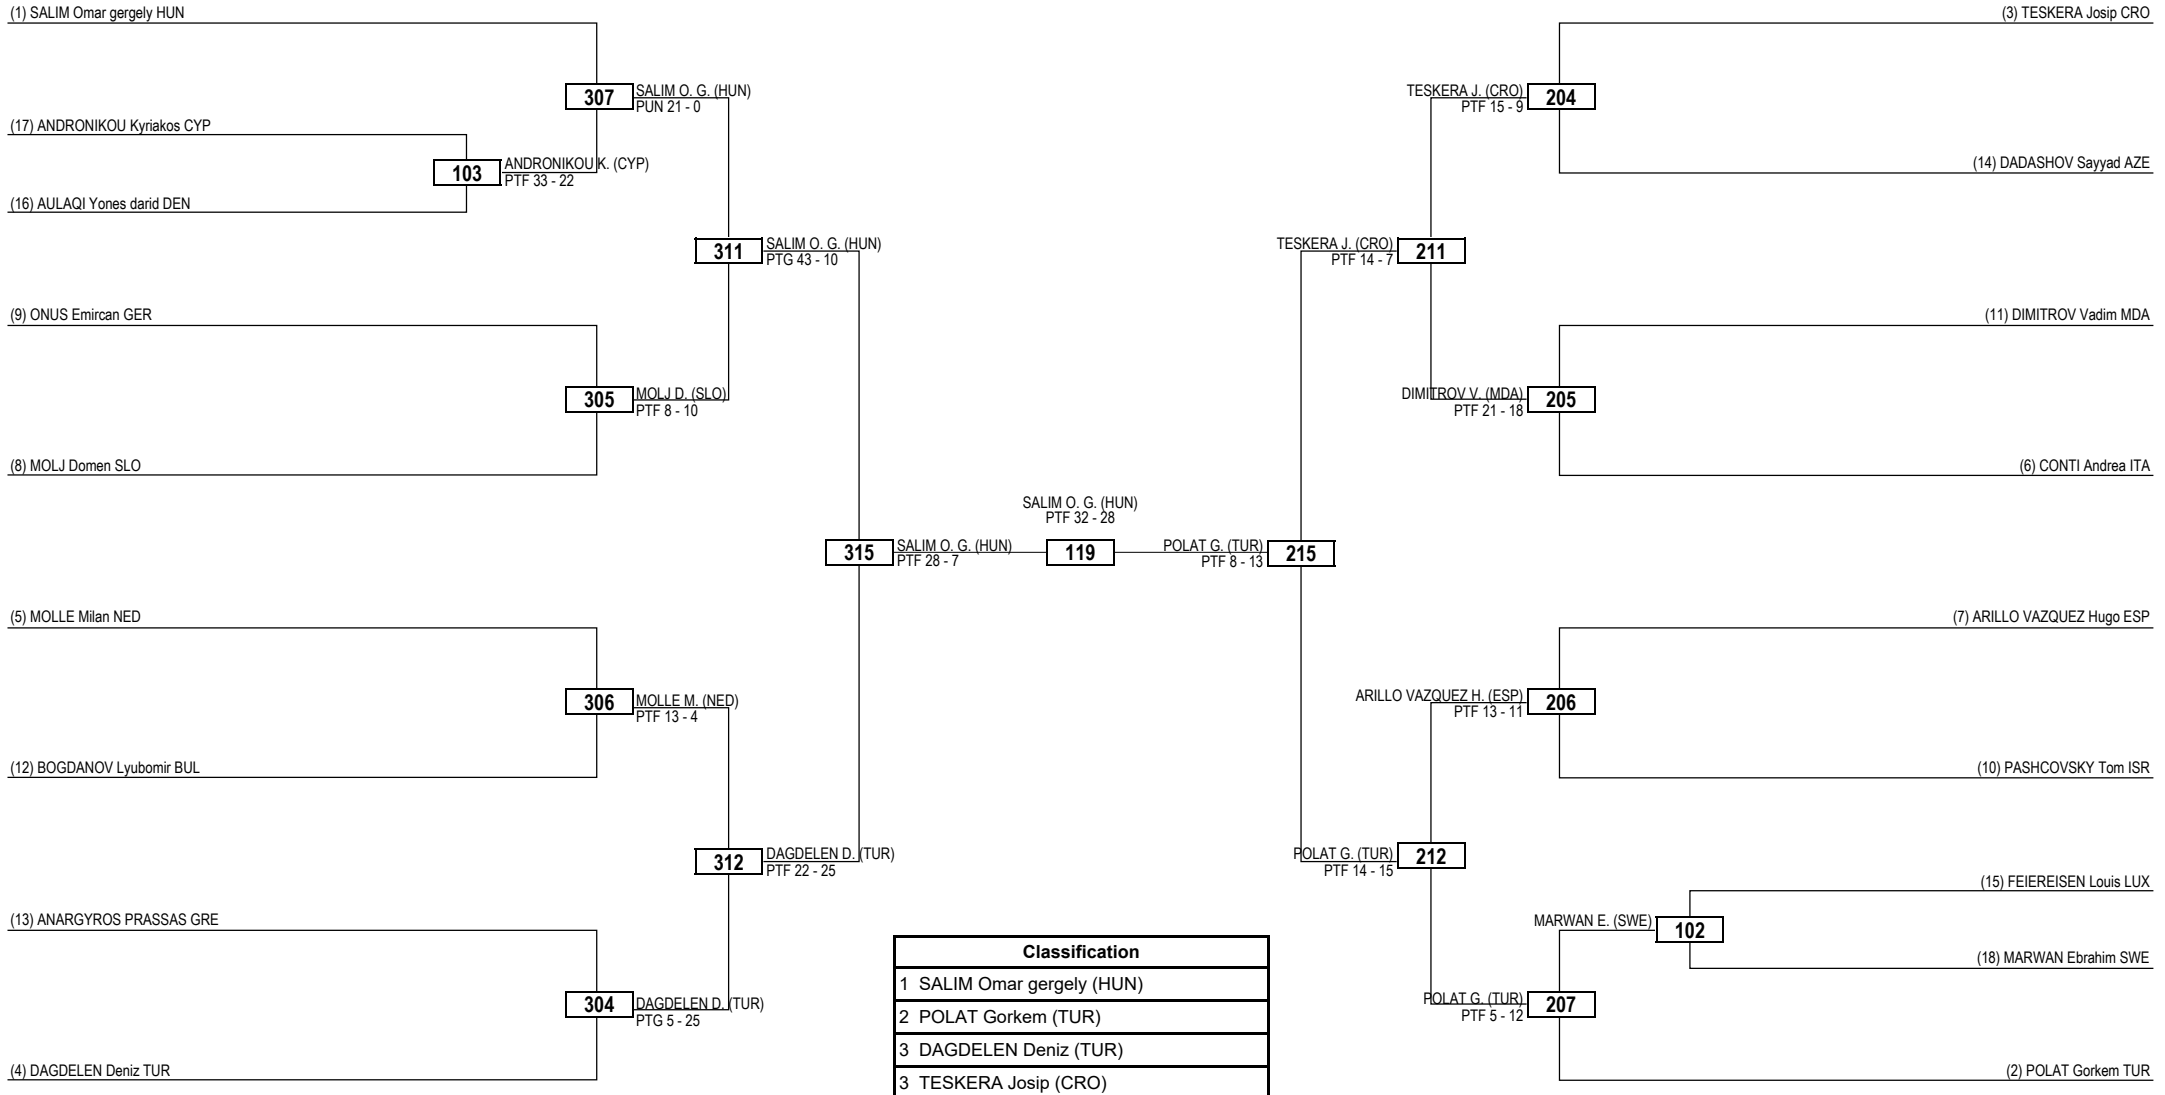 (1) SALIM Omar gergely HUN
(3) TESKERA Josip CRO
307
SALIM O. G. (HUN)
PUN 21 - 0
TESKERA J. (CRO)
PTF 15 - 9
204
(17) ANDRONIKOU Kyriakos CYP
103
ANDRONIKOU K. (CYP)
PTF 33 - 22
(14) DADASHOV Sayyad AZE
(16) AULAQI Yones darid DEN
311
SALIM O. G. (HUN)
PTG 43 - 10
TESKERA J. (CRO)
PTF 14 - 7
211
(9) ONUS Emircan GER
(11) DIMITROV Vadim MDA
305
MOLJ D. (SLO)
PTF 8 - 10
DIMITROV V. (MDA)
PTF 21 - 18
205
(8) MOLJ Domen SLO
(6) CONTI Andrea ITA
SALIM O. G. (HUN)
PTF 32 - 28
315
SALIM O. G. (HUN)
PTF 28 - 7
119
POLAT G. (TUR)
PTF 8 - 13
215
(5) MOLLE Milan NED
(7) ARILLO VAZQUEZ Hugo ESP
306
MOLLE M. (NED)
PTF 13 - 4
ARILLO VAZQUEZ H. (ESP)
PTF 13 - 11
206
(12) BOGDANOV Lyubomir BUL
(10) PASHCOVSKY Tom ISR
312
DAGDELEN D. (TUR)
PTF 22 - 25
POLAT G. (TUR)
PTF 14 - 15
212
(15) FEIEREISEN Louis LUX
(13) ANARGYROS PRASSAS GRE
MARWAN E. (SWE)
102
(18) MARWAN Ebrahim SWE
304
DAGDELEN D. (TUR)
PTG 5 - 25
POLAT G. (TUR)
PTF 5 - 12
207
(4) DAGDELEN Deniz TUR
(2) POLAT Gorkem TUR
Classification
1 SALIM Omar gergely (HUN)
2 POLAT Gorkem (TUR)
3 DAGDELEN Deniz (TUR)
3 TESKERA Josip (CRO)